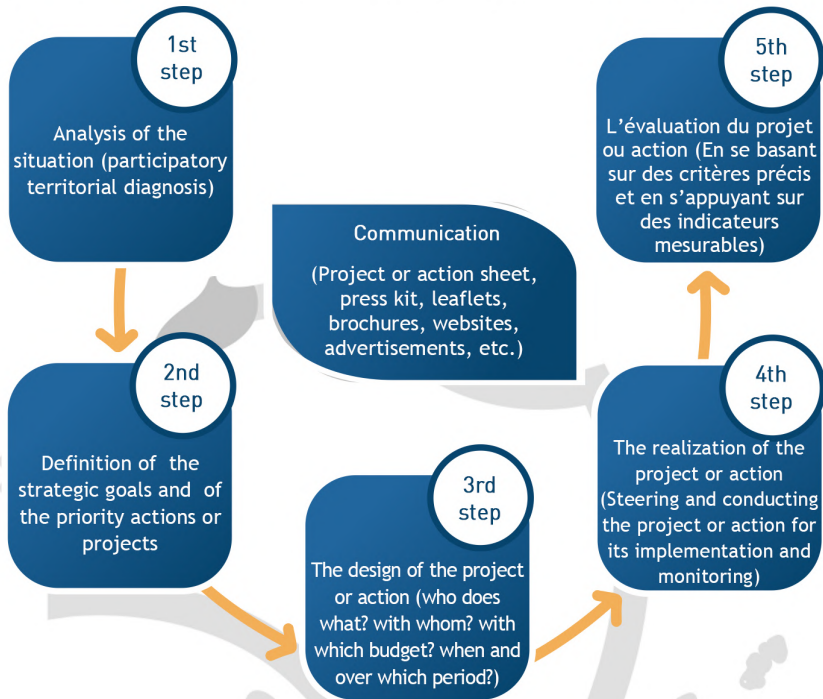 1st
step
Analysis of the
situation (participatory
territorial diagnosis)
2nd
step
Definition of the
strategic goals and of
the priority actions or
projects
3rd
step
The design of the project
or action (who does
what? with whom? with
which budget? when and
over which period?)
4th
step
The realization of the
project or action
(Steering and conducting
the project or action for
its implementation and
monitoring)
5th
step
L'évaluation du projet
ou action (En se basant
sur des critères précis
et en s'appuyant sur
des indicateurs
mesurables)
Communication
(Project or action sheet,
press kit, leaflets,
brochures, websites,
advertisements, etc.)